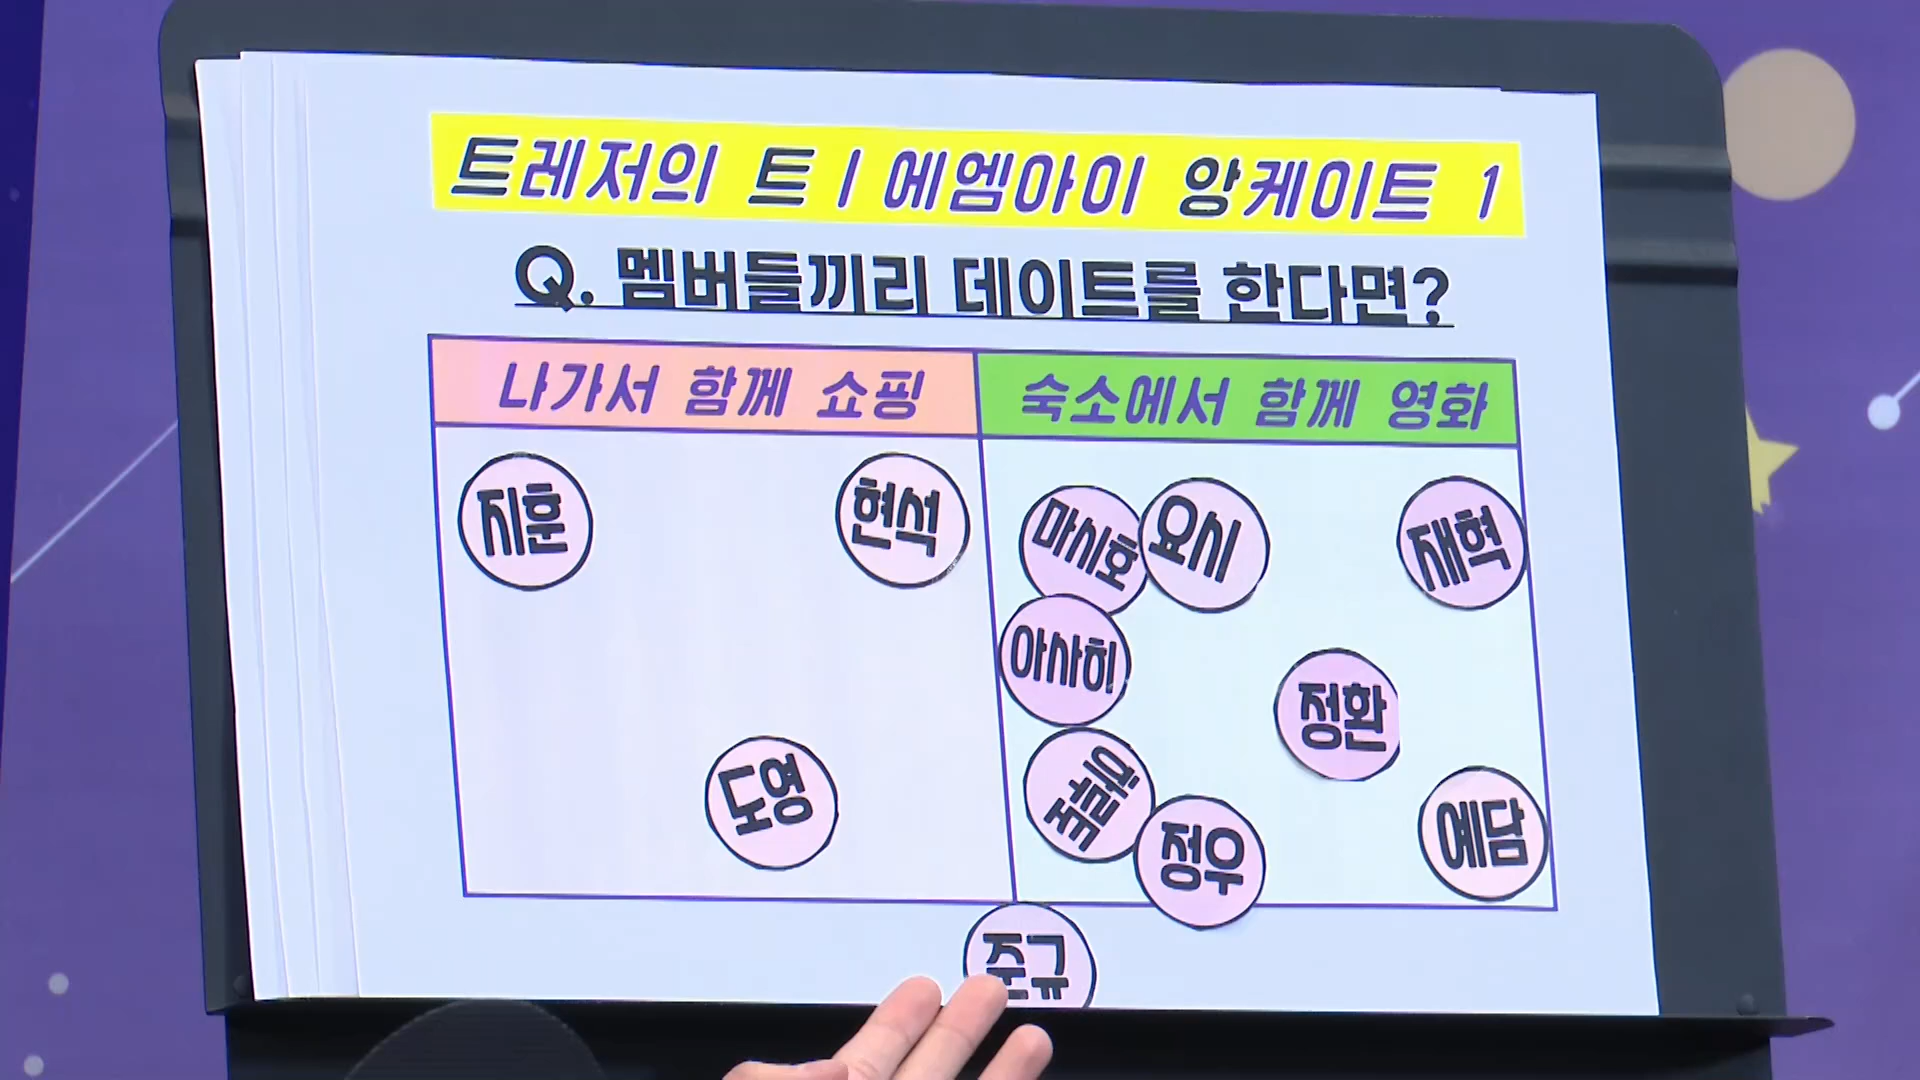 트레저의 트ㅣ에엠아이 앙케이트 1
Q. 멤버들끼리 데이트를 한다면?
나가서 함께 쇼핑
숙소에서 함께 영화
지훈
현석
도영
마시호
요시
재혁
아사히
정환
정우
예담
준규